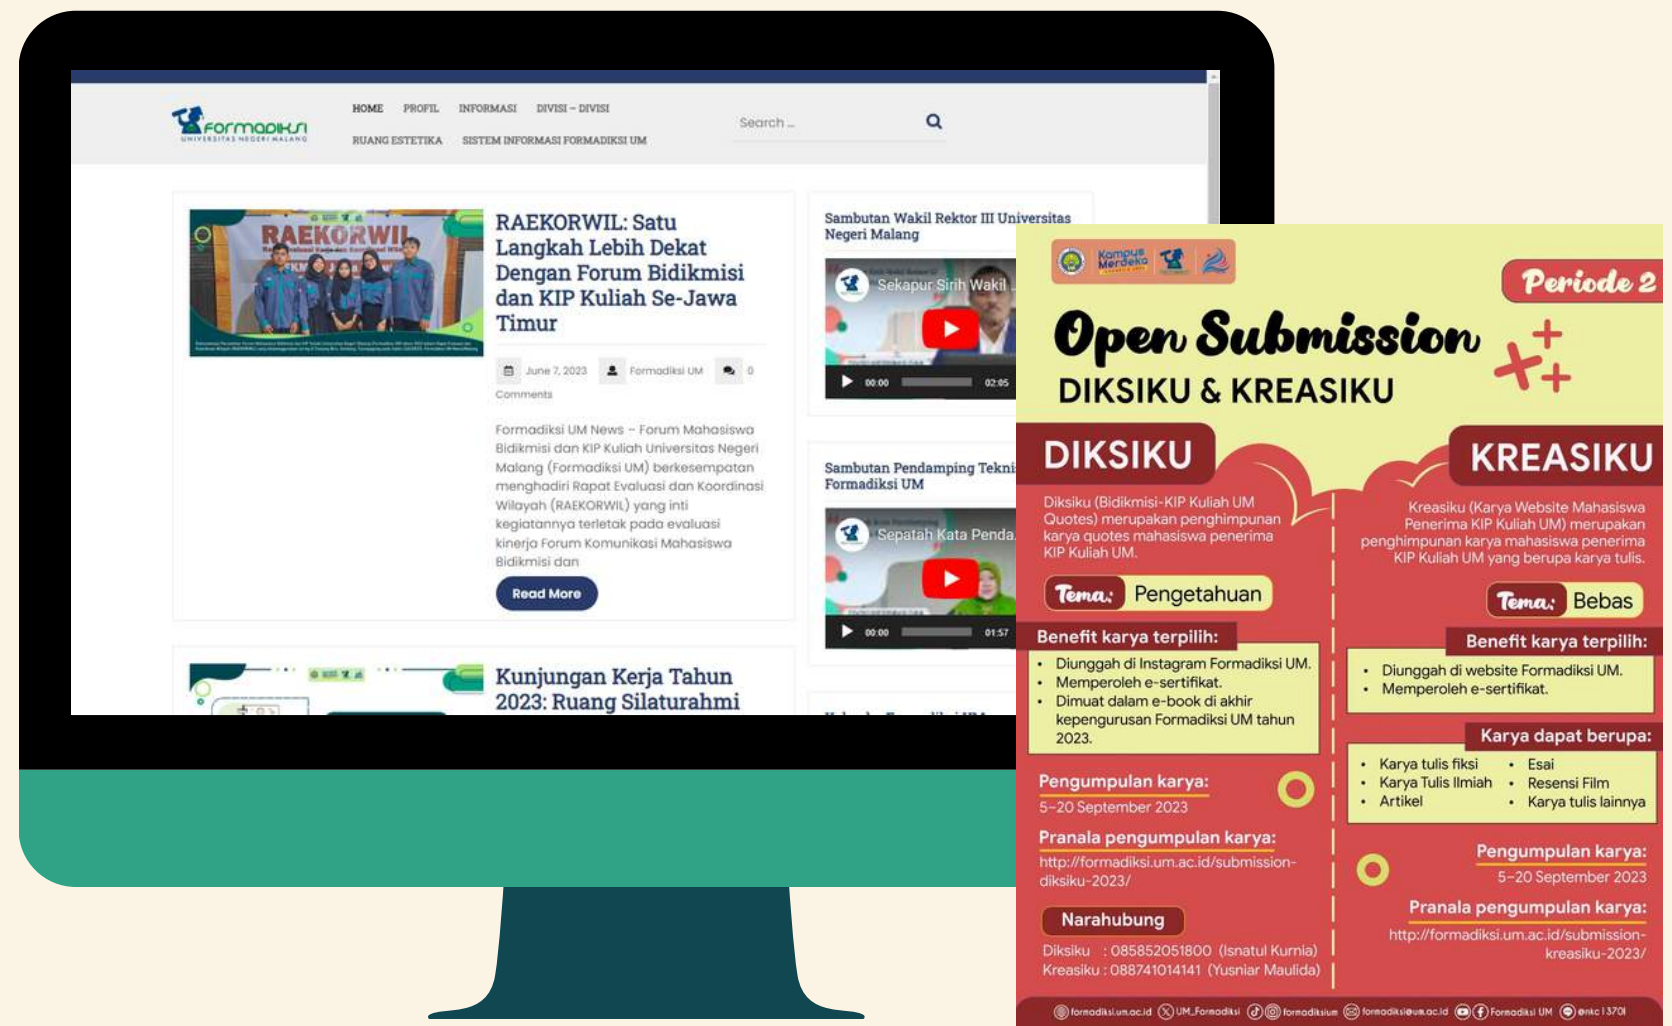 Formadiksi
UNIVERSITAS NEGERI MALANG
HOME PROFIL INFORMASI DIVISI – DIVISI
RUANG ESTETIKA SISTEM INFORMASI FORMADIKSI UM
Search …
RAEKORWIL
RAEKORWIL: Satu
Langkah Lebih Dekat
Dengan Forum Bidikmisi
dan KIP Kuliah Se-Jawa
Timur
June 7, 2023 Formadiksi UM 0
Comments
Formadiksi UM News – Forum Mahasiswa
Bidikmisi dan KIP Kuliah Universitas Negeri
Malang (Formadiksi UM) berkesempatan
menghadiri Rapat Evaluasi dan Koordinasi
Wilayah (RAEKORWIL) yang inti
kegiatannya terletak pada evaluasi
kinerja Forum Komunikasi Mahasiswa
Bidikmisi dan
Read More
Kunjungan Kerja Tahun
2023: Ruang Silaturahmi
Sambutan Wakil Rektor III Universitas
Negeri Malang
Sekapur Sirih Wakil ...
00:00 02:05
Sambutan Pendamping Tekni
Formadiksi UM
Sepatah Kata Penda...
00:00 01:57
Kampus
Merdeka
Periode 2
Open Submission
DIKSIKU & KREASIKU
DIKSIKU
Diksiku (Bidikmisi-KIP Kuliah UM
Quotes) merupakan penghimpunan
karya quotes mahasiswa penerima
KIP Kuliah UM.
Tema: Pengetahuan
Benefit karya terpilih:
• Diunggah di Instagram Formadiksi UM.
• Memperoleh e-sertifikat.
• Dimuat dalam e-book di akhir
kepengurusan Formadiksi UM tahun
2023.
Pengumpulan karya:
5–20 September 2023
Pranala pengumpulan karya:
http://formadiksi.um.ac.id/submission-
diksiku-2023/
Narahubung
Diksiku : 085852051800 (Isnatul Kurnia)
Kreasiku : 088741014141 (Yusniar Maulida)
KREASIKU
Kreasiku (Karya Website Mahasiswa
Penerima KIP Kuliah UM) merupakan
penghimpunan karya mahasiswa penerima
KIP Kuliah UM yang berupa karya tulis.
Tema: Bebas
Benefit karya terpilih:
• Diunggah di website Formadiksi UM.
• Memperoleh e-sertifikat.
Karya dapat berupa:
• Karya tulis fiksi • Esai
• Karya Tulis Ilmiah • Resensi Film
• Artikel • Karya tulis lainnya
Pengumpulan karya:
5–20 September 2023
Pranala pengumpulan karya:
http://formadiksi.um.ac.id/submission-
kreasiku-2023/
formadiksi.um.ac.id UM_Formadiksi formadiksium formadiksi@um.ac.id Formadiksi UM @nkc1370l